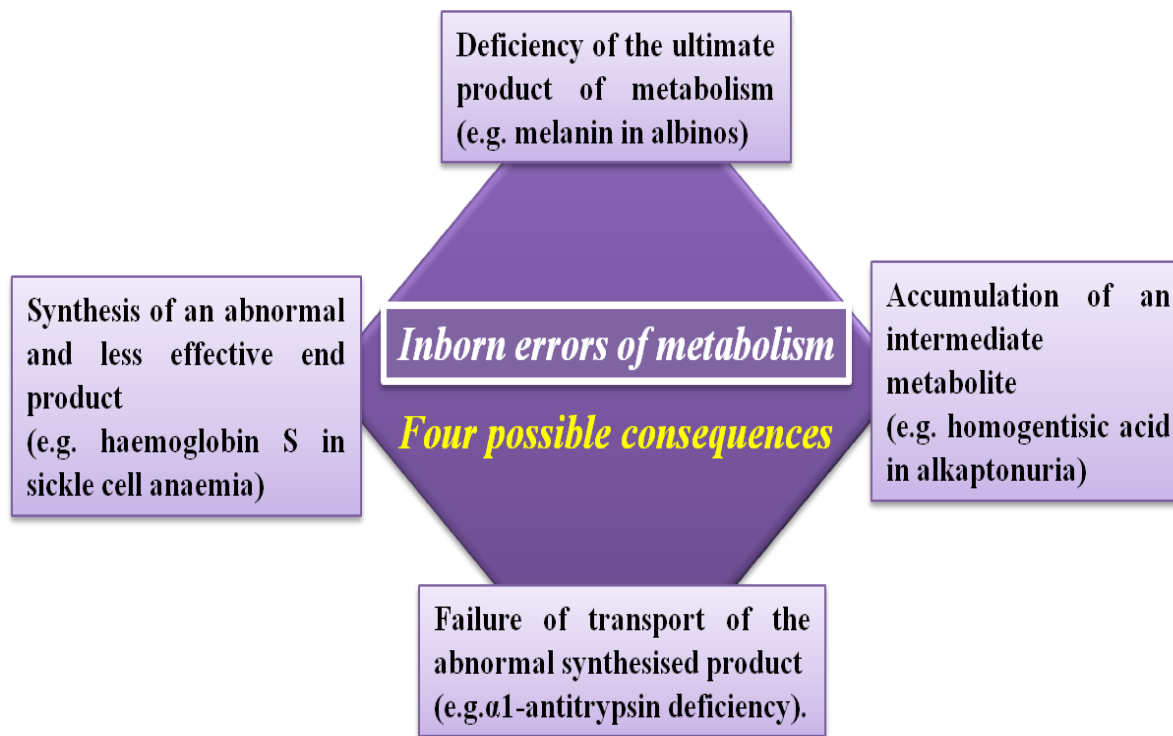 Deficiency of the ultimate
product of metabolism
(e.g. melanin in albinos)
Synthesis of an abnormal
and less effective end
product
(e.g. haemoglobin S in
sickle cell anaemia)
Inborn errors of metabolism
Four possible consequences
Accumulation of an
intermediate
metabolite
(e.g. homogentisic acid
in alkaptonuria)
Failure of transport of the
abnormal synthesised product
(e.g.α1-antitrypsin deficiency).